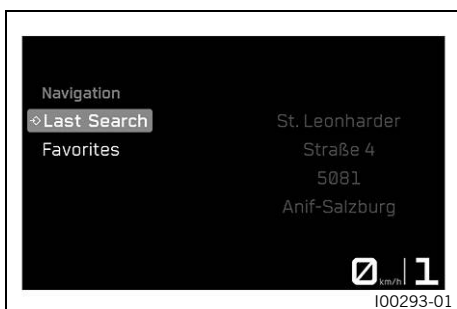 Navigation
Last Search
Favorites
St. Leonharder
Straße 4
5081
Anif-Salzburg
0 km/h 1
I00293-01